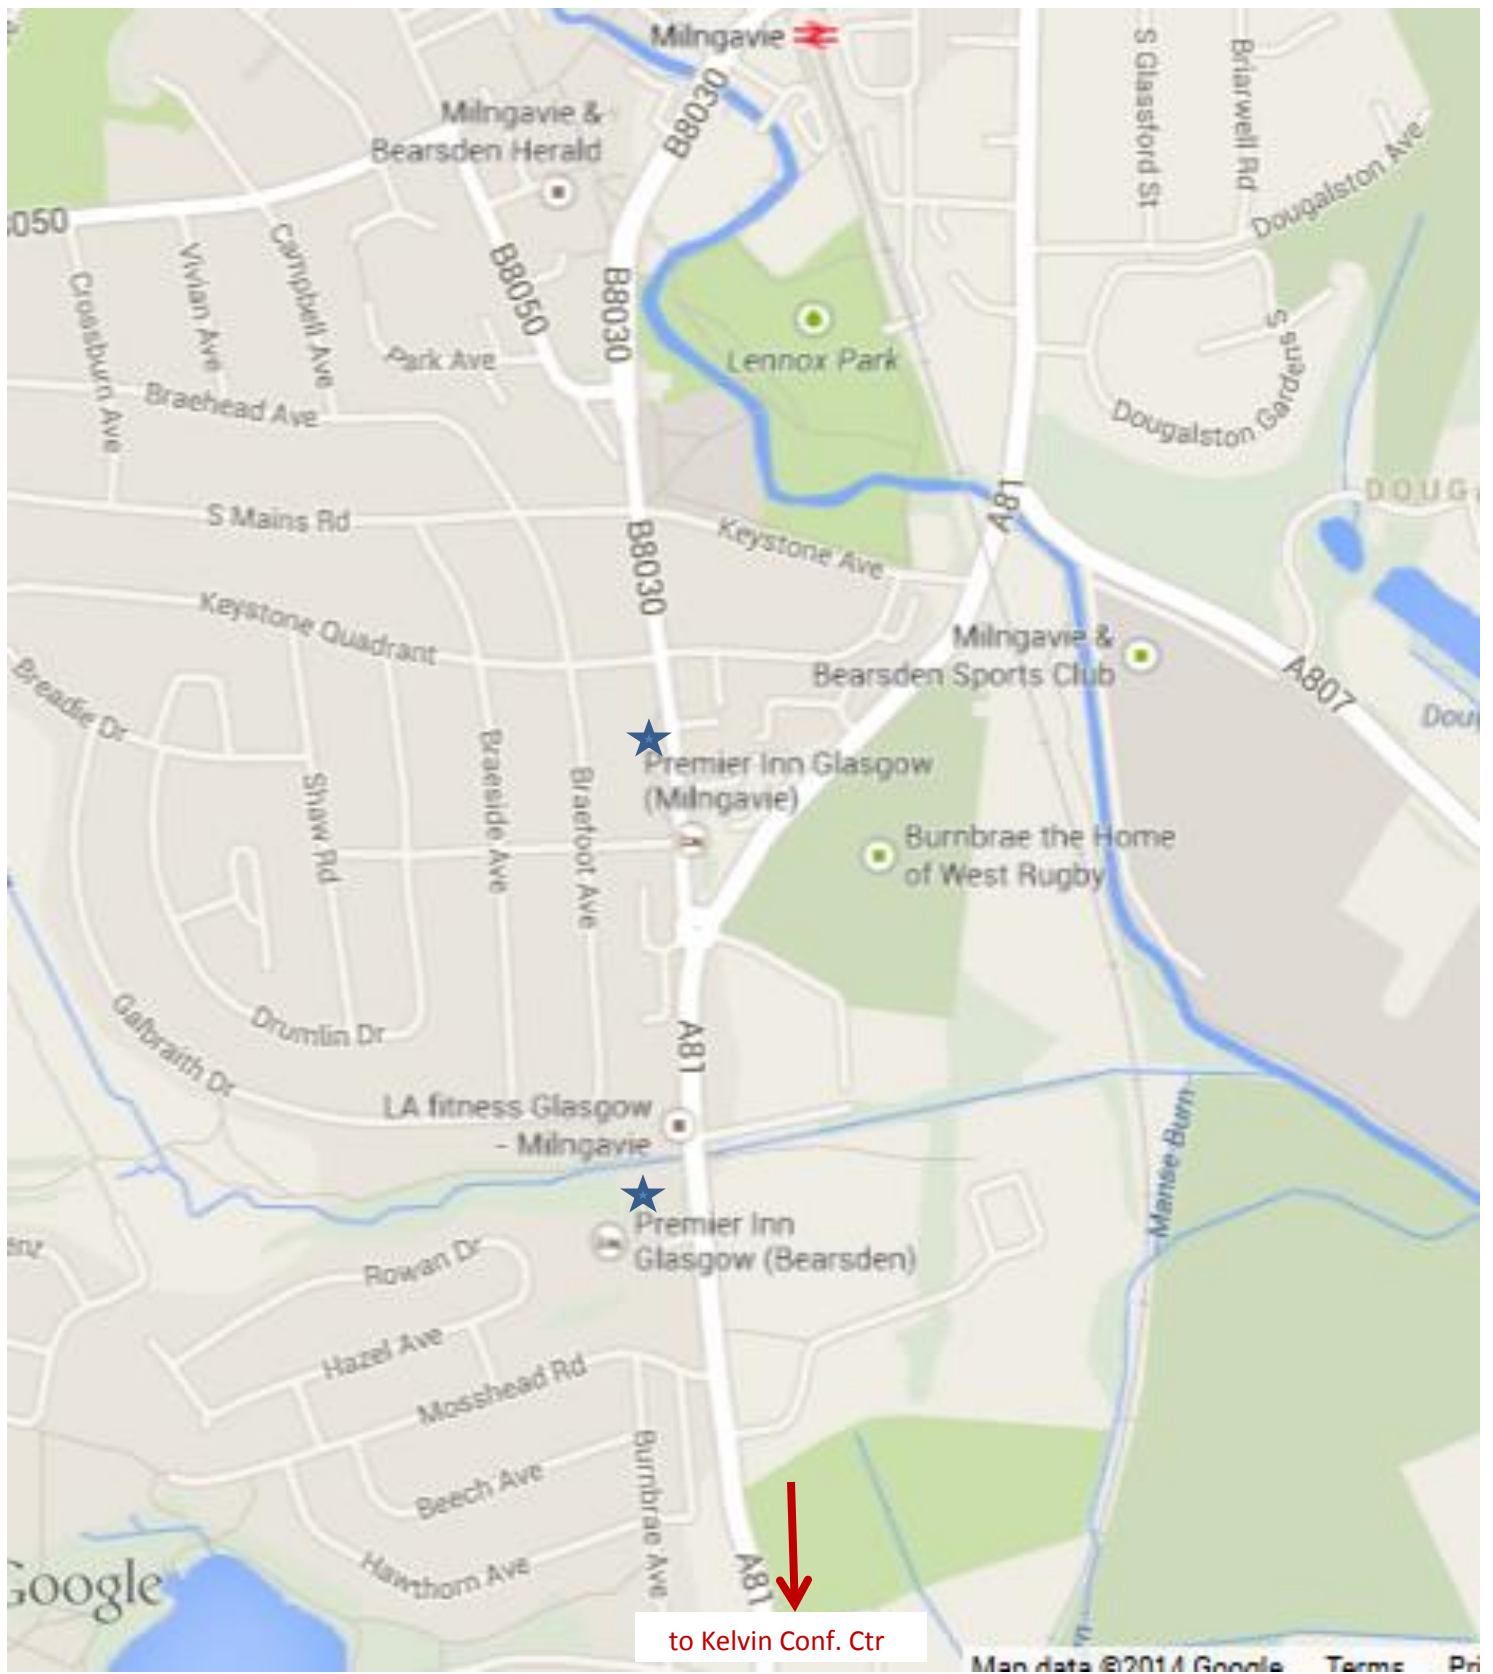 Milngavie
S Glassford St
Briarwell Rd
B8030
Milngavie &
Bearsden Herald
Dougalston Ave
Campbell Ave
Vivian Ave
Crossburn Ave
B8050
B8030
Park Ave
Lennox Park
Dougalston Gardens S
Braehead Ave
S Mains Rd
A81
B8030
Keystone Ave
Keystone Quadrant
Milngavie &
Bearsden Sports Club
A807
Breadie Dr
Premier Inn Glasgow
(Milngavie)
Shaw Rd
Braeside Ave
Braefoot Ave
Burnbrae the Home
of West Rugby
Galbraith Dr
Drumlin Dr
A81
LA fitness Glasgow
- Milngavie
Manse Burn
Premier Inn
Glasgow (Bearsden)
Rowan Dr
Hazel Ave
Mosshead Rd
Burnbrae Ave
Beech Ave
Hawthorn Ave
A81
Google
to Kelvin Conf. Ctr
Map data ©2014 Google Terms